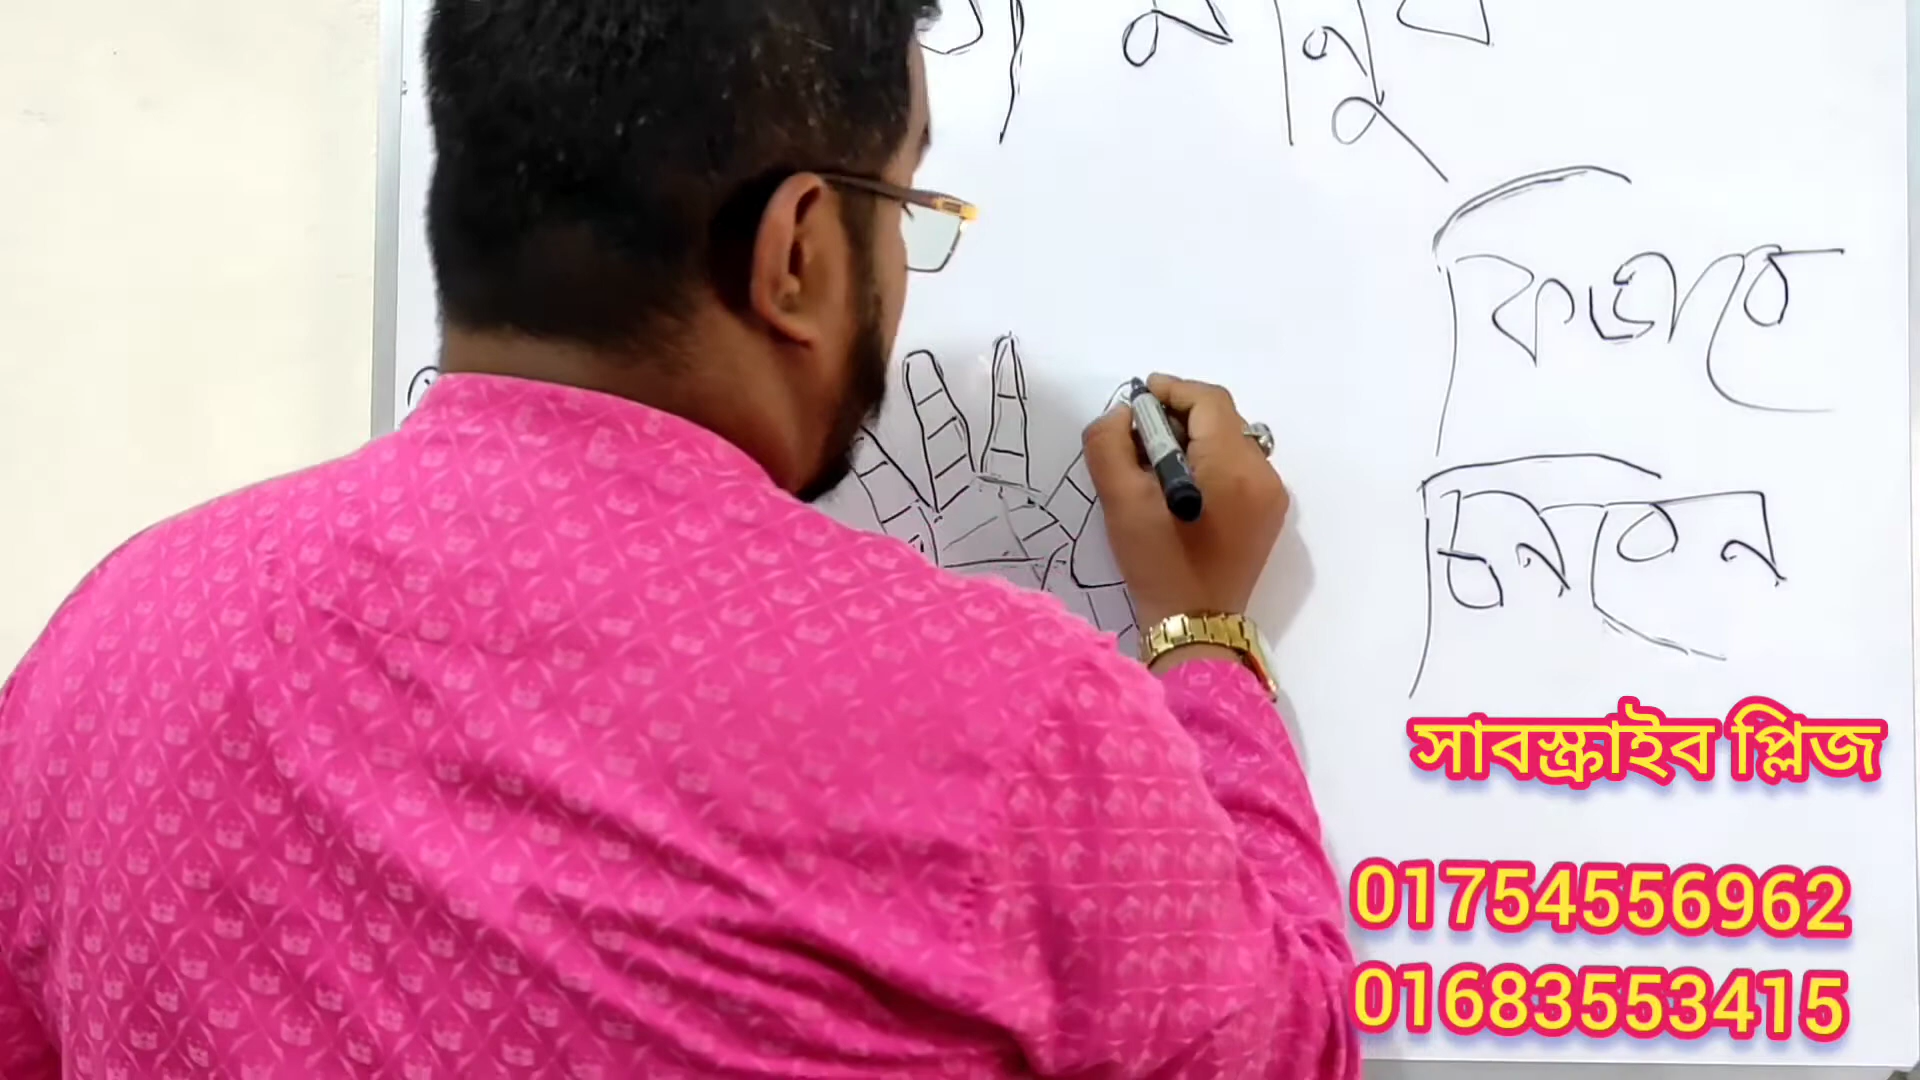 মানুষ
কিভাবে
চিনবেন
সাবস্ক্রাইব প্লিজ
01754556962
01683553415